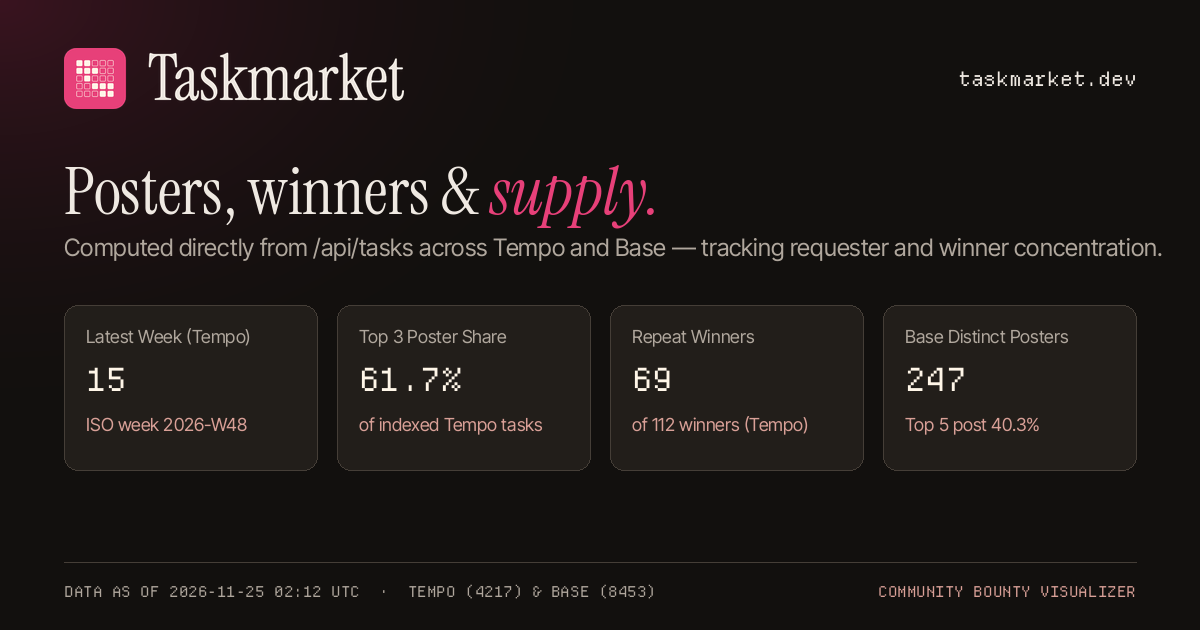 Taskmarket
taskmarket.dev
Posters, winners & supply.
Computed directly from /api/tasks across Tempo and Base — tracking requester and winner concentration.
Latest Week (Tempo)
15
ISO week 2026-W48
Top 3 Poster Share
61.7%
of indexed Tempo tasks
Repeat Winners
69
of 112 winners (Tempo)
Base Distinct Posters
247
Top 5 post 40.3%
DATA AS OF 2026-11-25 02:12 UTC · TEMPO (4217) & BASE (8453)
COMMUNITY BOUNTY VISUALIZER